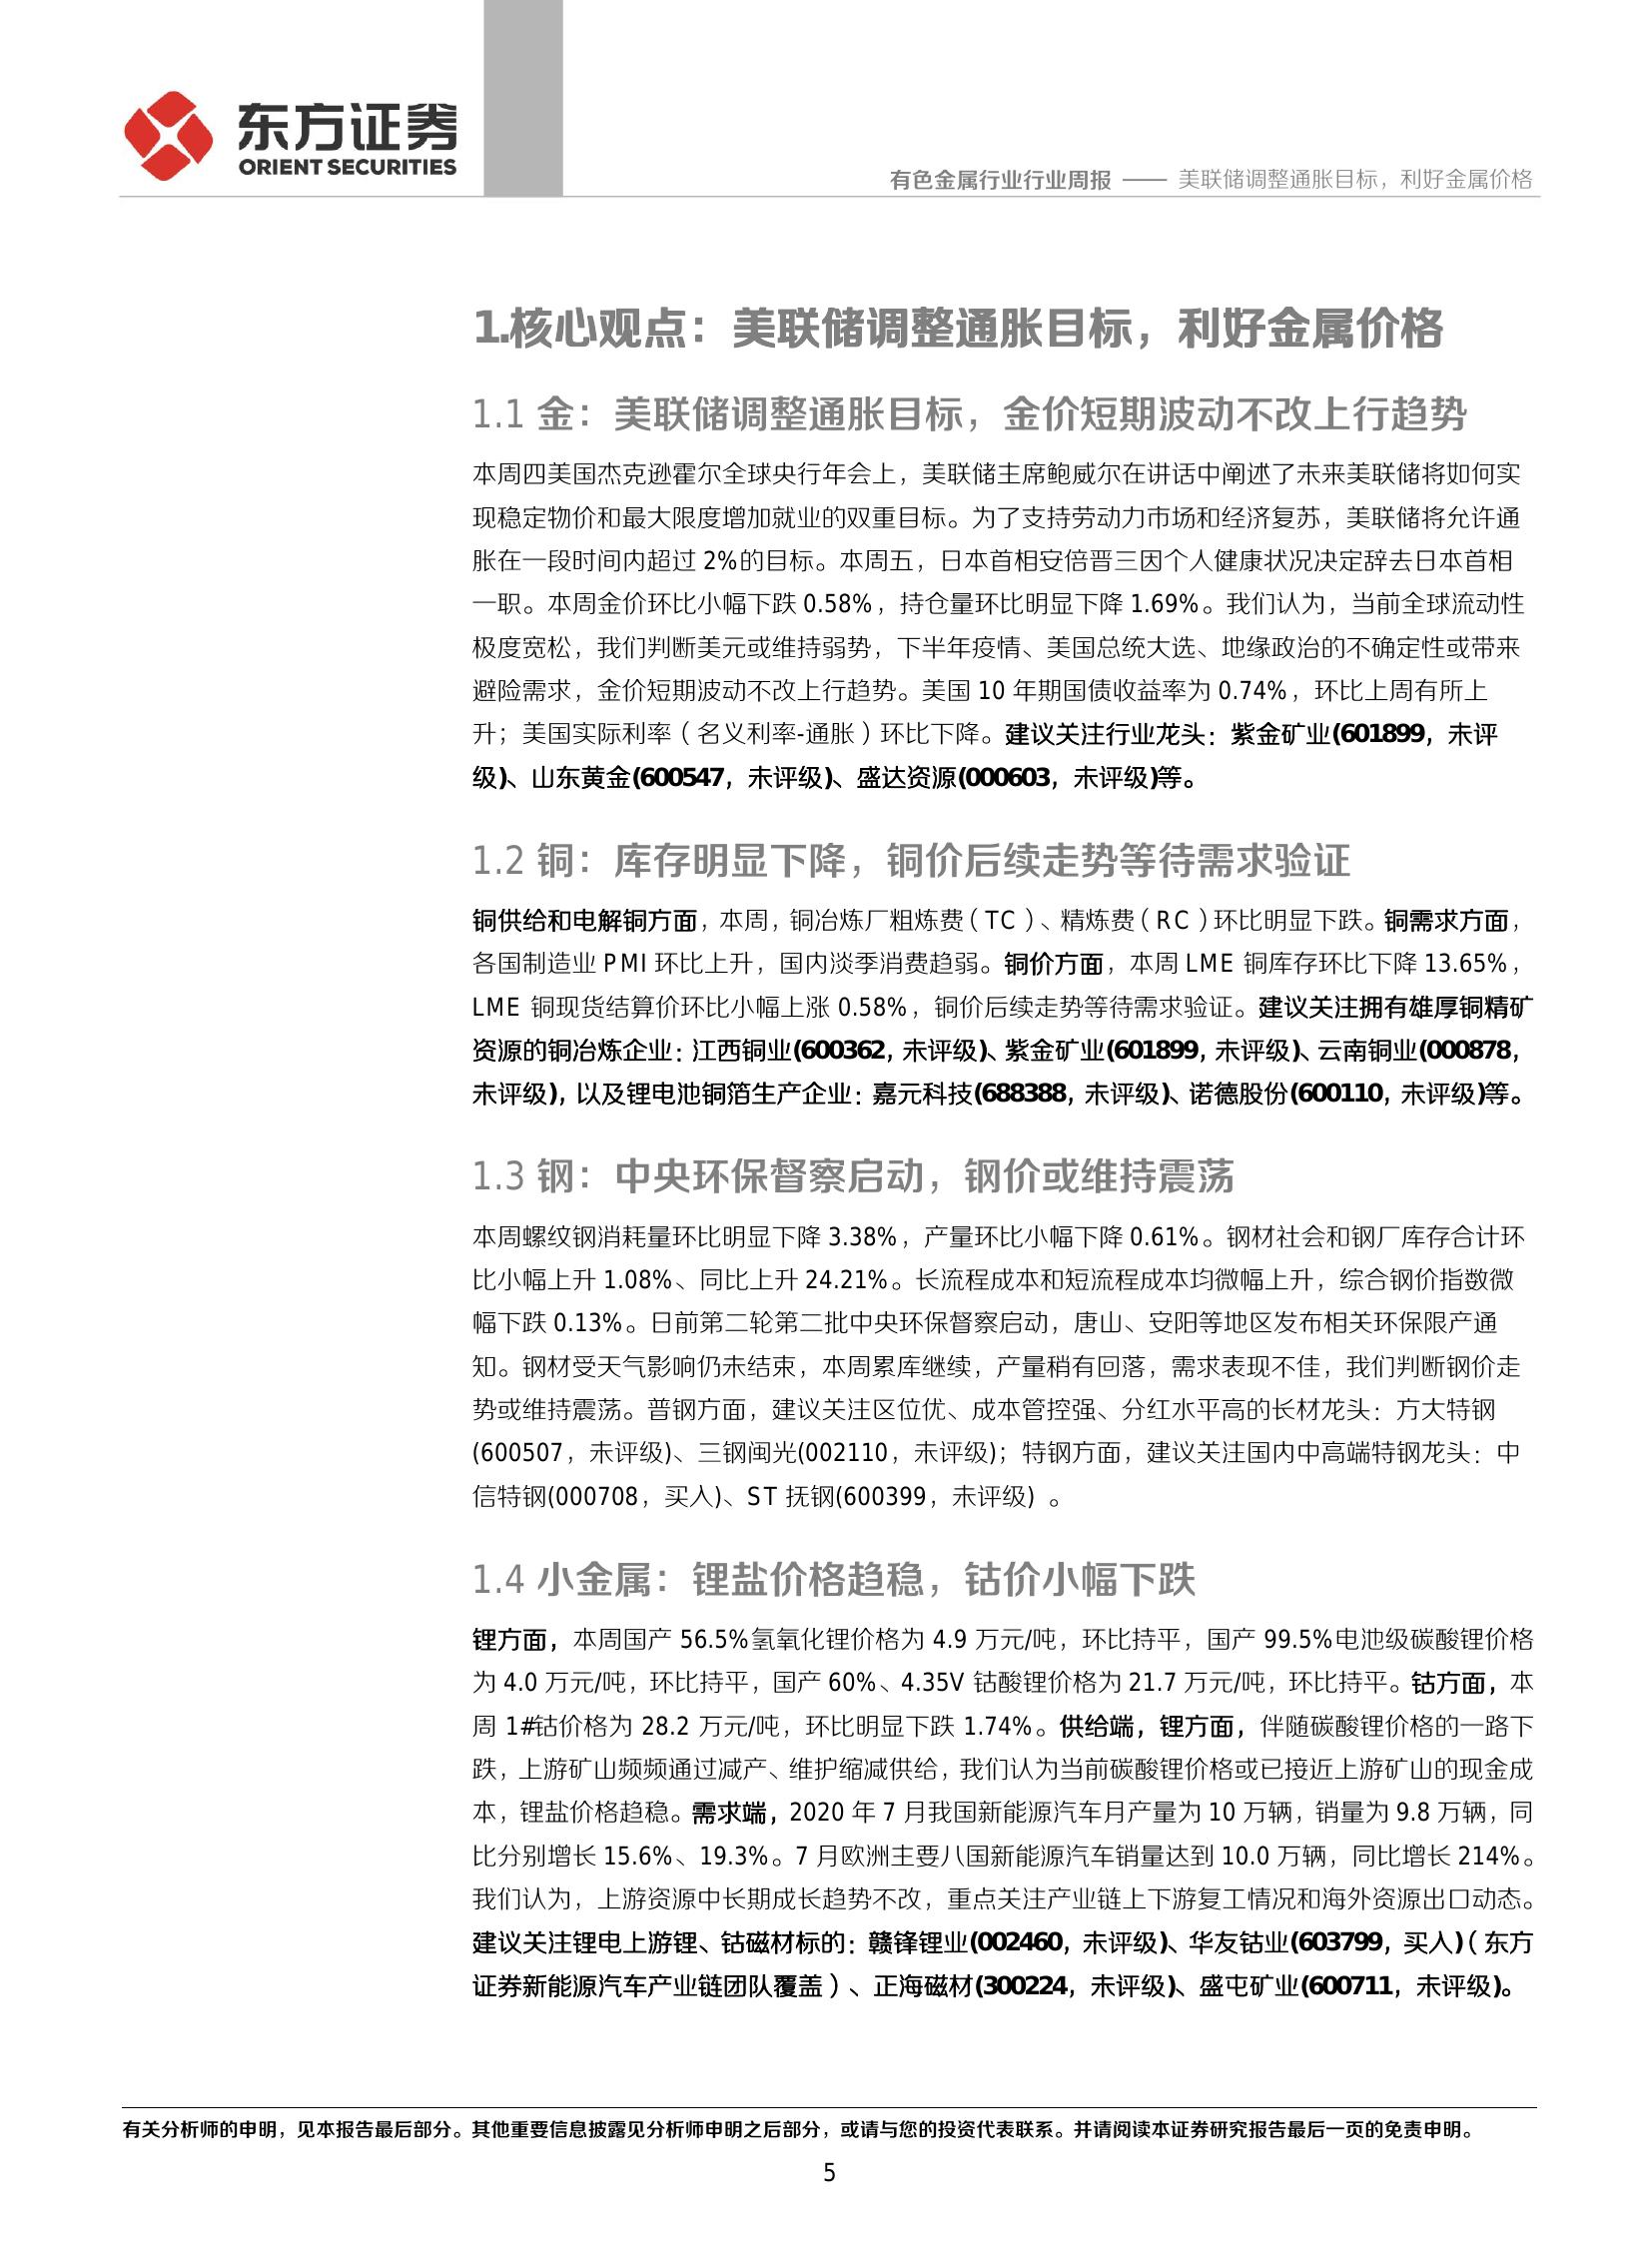 东方证券
ORIENT SECURITIES
有色金属行业行业周报 —— 美联储调整通胀目标，利好金属价格
1.核心观点：美联储调整通胀目标，利好金属价格
1.1 金：美联储调整通胀目标，金价短期波动不改上行趋势
本周四美国杰克逊霍尔全球央行年会上，美联储主席鲍威尔在讲话中阐述了未来美联储将如何实
现稳定物价和最大限度增加就业的双重目标。为了支持劳动力市场和经济复苏，美联储将允许通
胀在一段时间内超过 2%的目标。本周五，日本首相安倍晋三因个人健康状况决定辞去日本首相
一职。本周金价环比小幅下跌 0.58%，持仓量环比明显下降 1.69%。我们认为，当前全球流动性
极度宽松，我们判断美元或维持弱势，下半年疫情、美国总统大选、地缘政治的不确定性或带来
避险需求，金价短期波动不改上行趋势。美国 10 年期国债收益率为 0.74%，环比上周有所上
升；美国实际利率（名义利率-通胀）环比下降。建议关注行业龙头：紫金矿业(601899，未评
级)、山东黄金(600547，未评级)、盛达资源(000603，未评级)等。
1.2 铜：库存明显下降，铜价后续走势等待需求验证
铜供给和电解铜方面，本周，铜冶炼厂粗炼费（TC）、精炼费（RC）环比明显下跌。铜需求方面，
各国制造业 PMI 环比上升，国内淡季消费趋弱。铜价方面，本周 LME 铜库存环比下降 13.65%，
LME 铜现货结算价环比小幅上涨 0.58%，铜价后续走势等待需求验证。建议关注拥有雄厚铜精矿
资源的铜冶炼企业：江西铜业(600362，未评级)、紫金矿业(601899，未评级)、云南铜业(000878，
未评级)，以及锂电池铜箔生产企业：嘉元科技(688388，未评级)、诺德股份(600110，未评级)等。
1.3 钢：中央环保督察启动，钢价或维持震荡
本周螺纹钢消耗量环比明显下降 3.38%，产量环比小幅下降 0.61%。钢材社会和钢厂库存合计环
比小幅上升 1.08%、同比上升 24.21%。长流程成本和短流程成本均微幅上升，综合钢价指数微
幅下跌 0.13%。日前第二轮第二批中央环保督察启动，唐山、安阳等地区发布相关环保限产通
知。钢材受天气影响仍未结束，本周累库继续，产量稍有回落，需求表现不佳，我们判断钢价走
势或维持震荡。普钢方面，建议关注区位优、成本管控强、分红水平高的长材龙头：方大特钢
(600507，未评级)、三钢闽光(002110，未评级)；特钢方面，建议关注国内中高端特钢龙头：中
信特钢(000708，买入)、ST 抚钢(600399，未评级) 。
1.4 小金属：锂盐价格趋稳，钴价小幅下跌
锂方面，本周国产 56.5%氢氧化锂价格为 4.9 万元/吨，环比持平，国产 99.5%电池级碳酸锂价格
为 4.0 万元/吨，环比持平，国产 60%、4.35V 钴酸锂价格为 21.7 万元/吨，环比持平。钴方面，本
周 1#钴价格为 28.2 万元/吨，环比明显下跌 1.74%。供给端，锂方面，伴随碳酸锂价格的一路下
跌，上游矿山频频通过减产、维护缩减供给，我们认为当前碳酸锂价格或已接近上游矿山的现金成
本，锂盐价格趋稳。需求端，2020 年 7 月我国新能源汽车月产量为 10 万辆，销量为 9.8 万辆，同
比分别增长 15.6%、19.3%。7 月欧洲主要八国新能源汽车销量达到 10.0 万辆，同比增长 214%。
我们认为，上游资源中长期成长趋势不改，重点关注产业链上下游复工情况和海外资源出口动态。
建议关注锂电上游锂、钴磁材标的：赣锋锂业(002460，未评级)、华友钴业(603799，买入)（东方
证券新能源汽车产业链团队覆盖）、正海磁材(300224，未评级)、盛屯矿业(600711，未评级)。
有关分析师的申明，见本报告最后部分。其他重要信息披露见分析师申明之后部分，或请与您的投资代表联系。并请阅读本证券研究报告最后一页的免责申明。
5